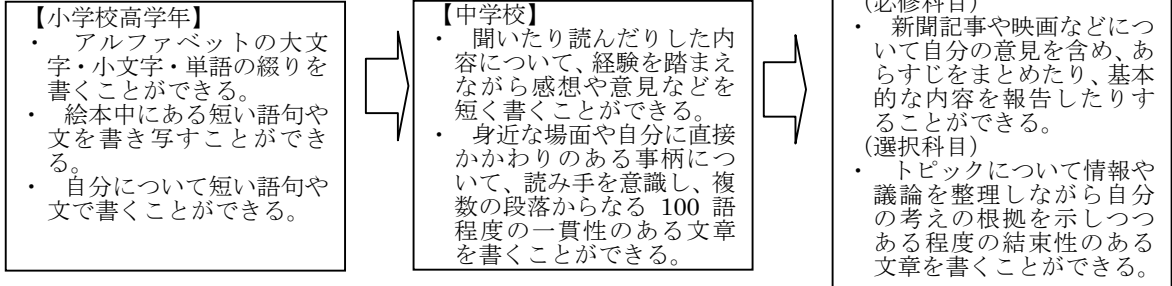 【小学校高学年】
・ アルファベットの大文
字・小文字・単語の綴りを
書くことができる。
・ 絵本中にある短い語句や
文を書き写すことができ
る。
・ 自分について短い語句や
文で書くことができる。
【中学校】
・ 聞いたり読んだりした内
容について、経験を踏まえ
ながら感想や意見などを
短く書くことができる。
・ 身近な場面や自分に直接
かかわりのある事柄につ
いて、読み手を意識し、複
数の段落からなる 100 語
程度の一貫性のある文章
を書くことができる。
（必修科目）
・ 新聞記事や映画などにつ
いて自分の意見を含め、あ
らすじをまとめたり、基本
的な内容を報告したりす
ることができる。
（選択科目）
・ トピックについて情報や
議論を整理しながら自分
の考えの根拠を示しつつ
ある程度の結束性のある
文章を書くことができる。